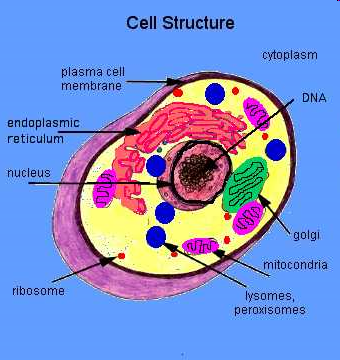 Cell Structure
cytoplasm
plasma cell
membrane
DNA
endoplasmic
reticulum
nucleus
golgi
mitocondria
ribosome
lysomes,
peroxisomes